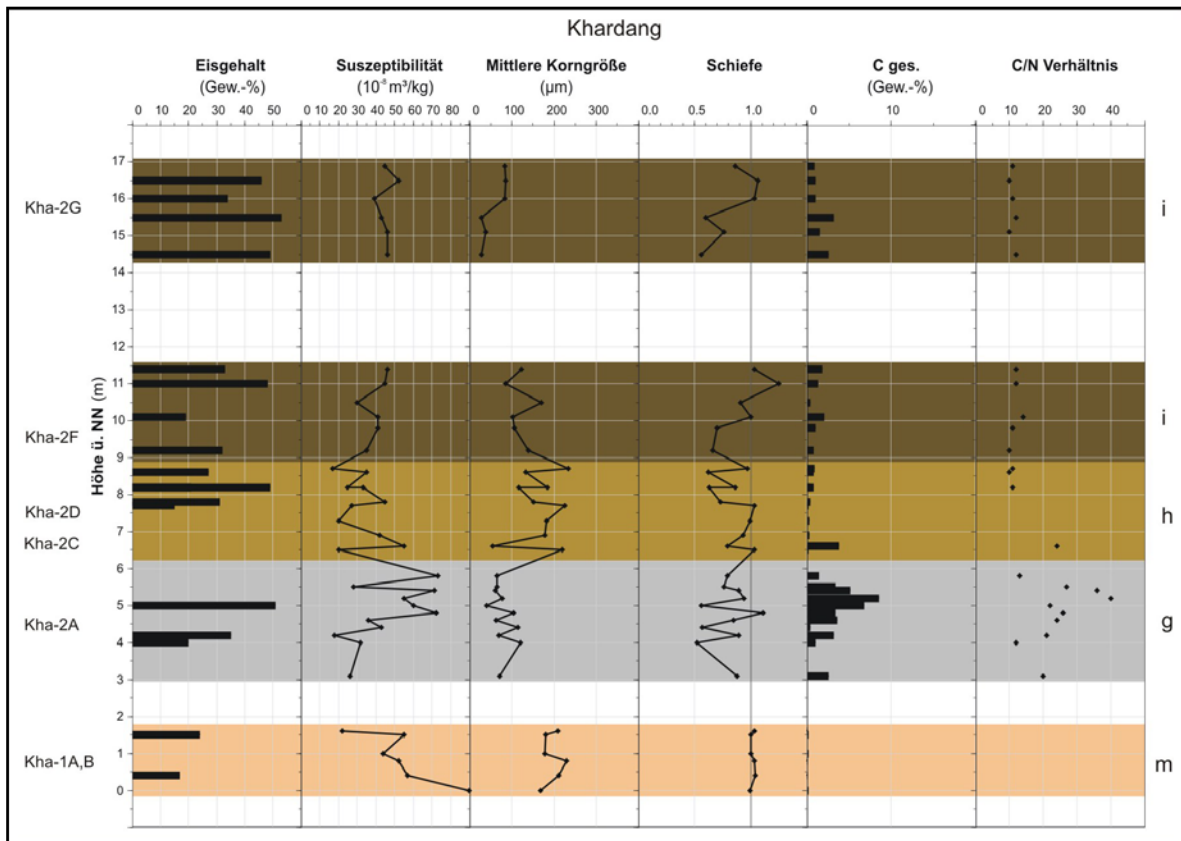 Khardang
Eisgehalt Suszeptibilität Mittlere Korngröße Schiefe C ges. C/N Verhältnis
(Gew.-%) (10⁻⁸ m³/kg) (µm) (Gew.-%)
0 10 20 30 40 50 0 10 20 30 40 50 60 70 80 0 100 200 300 0.0 0.5 1.0 0 10 0 10 20 30 40
17
Kha-2G 16 i
15
14
13
12
11
10 i
Kha-2F
9
8
Kha-2D h
7
Kha-2C
6
5
Kha-2A g
4
3
2
1
Kha-1A,B m
0
Höhe ü. NN (m)